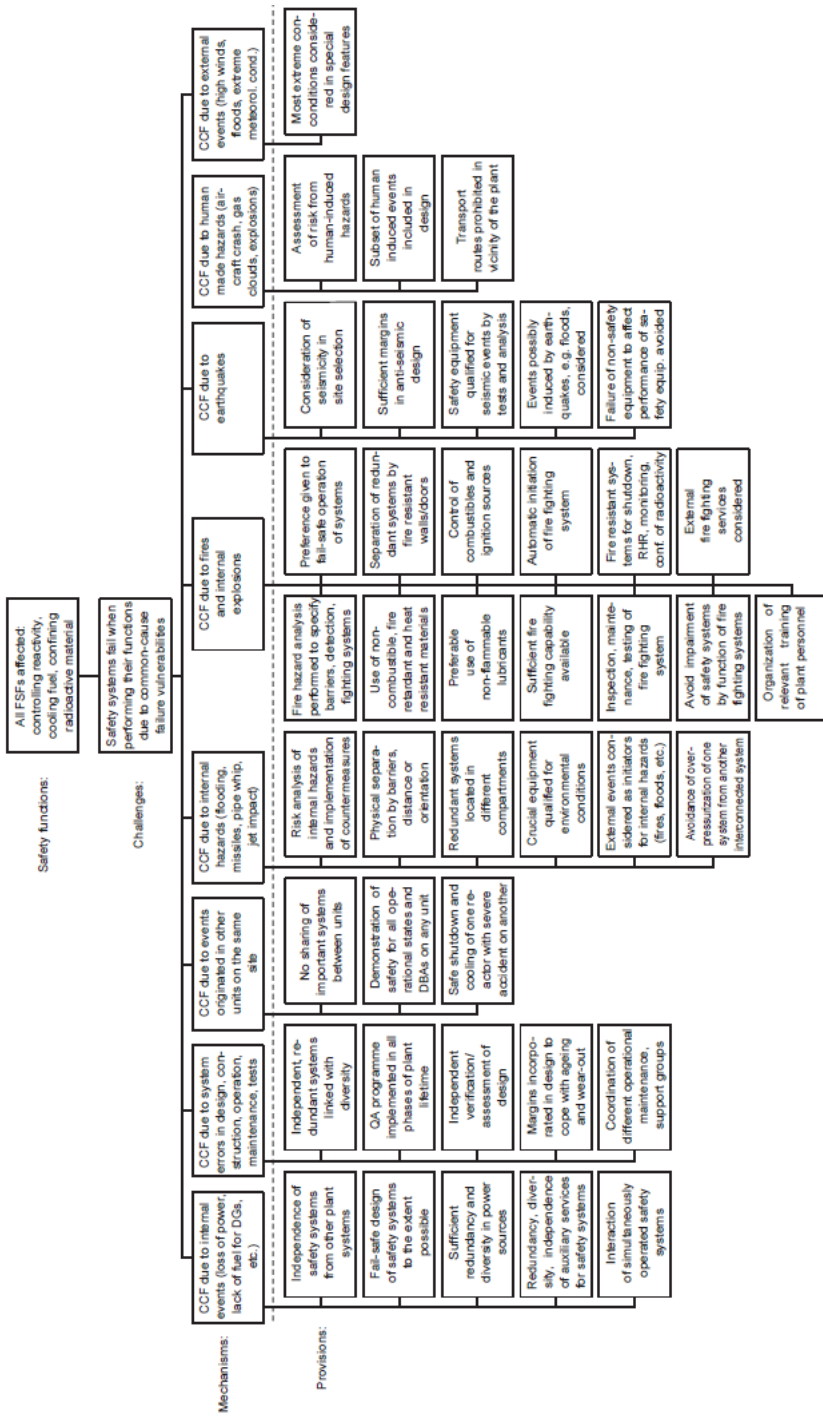 Safety functions:
All FSFs affected:
controlling reactivity,
cooling fuel, confining
radioactive material
Challenges:
Safety systems fail when
performing their functions
due to common-cause
failure vulnerabilities
Mechanisms:
CCF due to internal
events (loss of power,
lack of fuel for DGs,
etc.)
CCF due to system
errors in design, con-
struction, operation,
maintenance, tests
CCF due to events
originated in other
units on the same
site
CCF due to internal
hazards (flooding,
missiles, pipe whip,
jet impact)
CCF due to fires
and internal
explosions
CCF due to
earthquakes
CCF due to human
made hazards (air-
craft crash, gas
clouds, explosions)
CCF due to external
events (high winds,
floods, extreme
meteorol. cond.)
Provisions:
Independence of
safety systems
from other plant
systems
Fail-safe design
of safety systems
to the extent
possible
Sufficient
redundancy and
diversity in power
sources
Redundancy, diver-
sity, independence
of auxiliary services
for safety systems
Interaction
of simultaneously
operated safety
systems
Independent, re-
dundant systems
linked with
diversity
QA programme
implemented in all
phases of plant
lifetime
Independent
verification/
assessment of
design
Margins incorpo-
rated in design to
cope with ageing
and wear-out
Coordination of
different operational
maintenance,
support groups
No sharing of
important systems
between units
Demonstration of
safety for all ope-
rational states and
DBAs on any unit
Safe shutdown and
cooling of one re-
actor with severe
accident on another
Risk analysis of
internal hazards
and implementation
of countermeasures
Physical separa-
tion by barriers,
distance or
orientation
Redundant systems
located in
different
compartments
Crucial equipment
qualified for
environmental
conditions
External events con-
sidered as initiators
for internal hazards
(fires, floods, etc.)
Avoidance of over-
pressurization of one
system from another
interconnected system
Fire hazard analysis
performed to specify
barriers, detection,
fighting systems
Use of non-
combustible, fire
retardant and heat
resistant materials
Preferable
use of
non-flammable
lubricants
Sufficient fire
fighting capability
available
Inspection, mainte-
nance, testing of
fire fighting
system
Avoid impairment
of safety systems
by function of fire
fighting systems
Organization of
relevant training
of plant personnel
Preference given to
fail-safe operation
of systems
Separation of redun-
dant systems by
fire resistant
walls/doors
Control of
combustibles and
ignition sources
Automatic initiation
of fire fighting
system
Fire resistant sys-
tems for shutdown,
RHR, monitoring,
conf. of radioactivity
External
fire fighting
services
considered
Consideration of
seismicity in
site selection
Sufficient margins
in anti-seismic
design
Safety equipment
qualified for
seismic events by
tests and analysis
Events possibly
induced by earth-
quakes, e.g. floods,
considered
Failure of non-safety
equipment to affect
performance of sa-
fety equip. avoided
Assessment
of risk from
human-induced
hazards
Subset of human
induced events
included in
design
Transport
routes prohibited in
vicinity of the plant
Most extreme con-
conditions conside-
red in special
design features